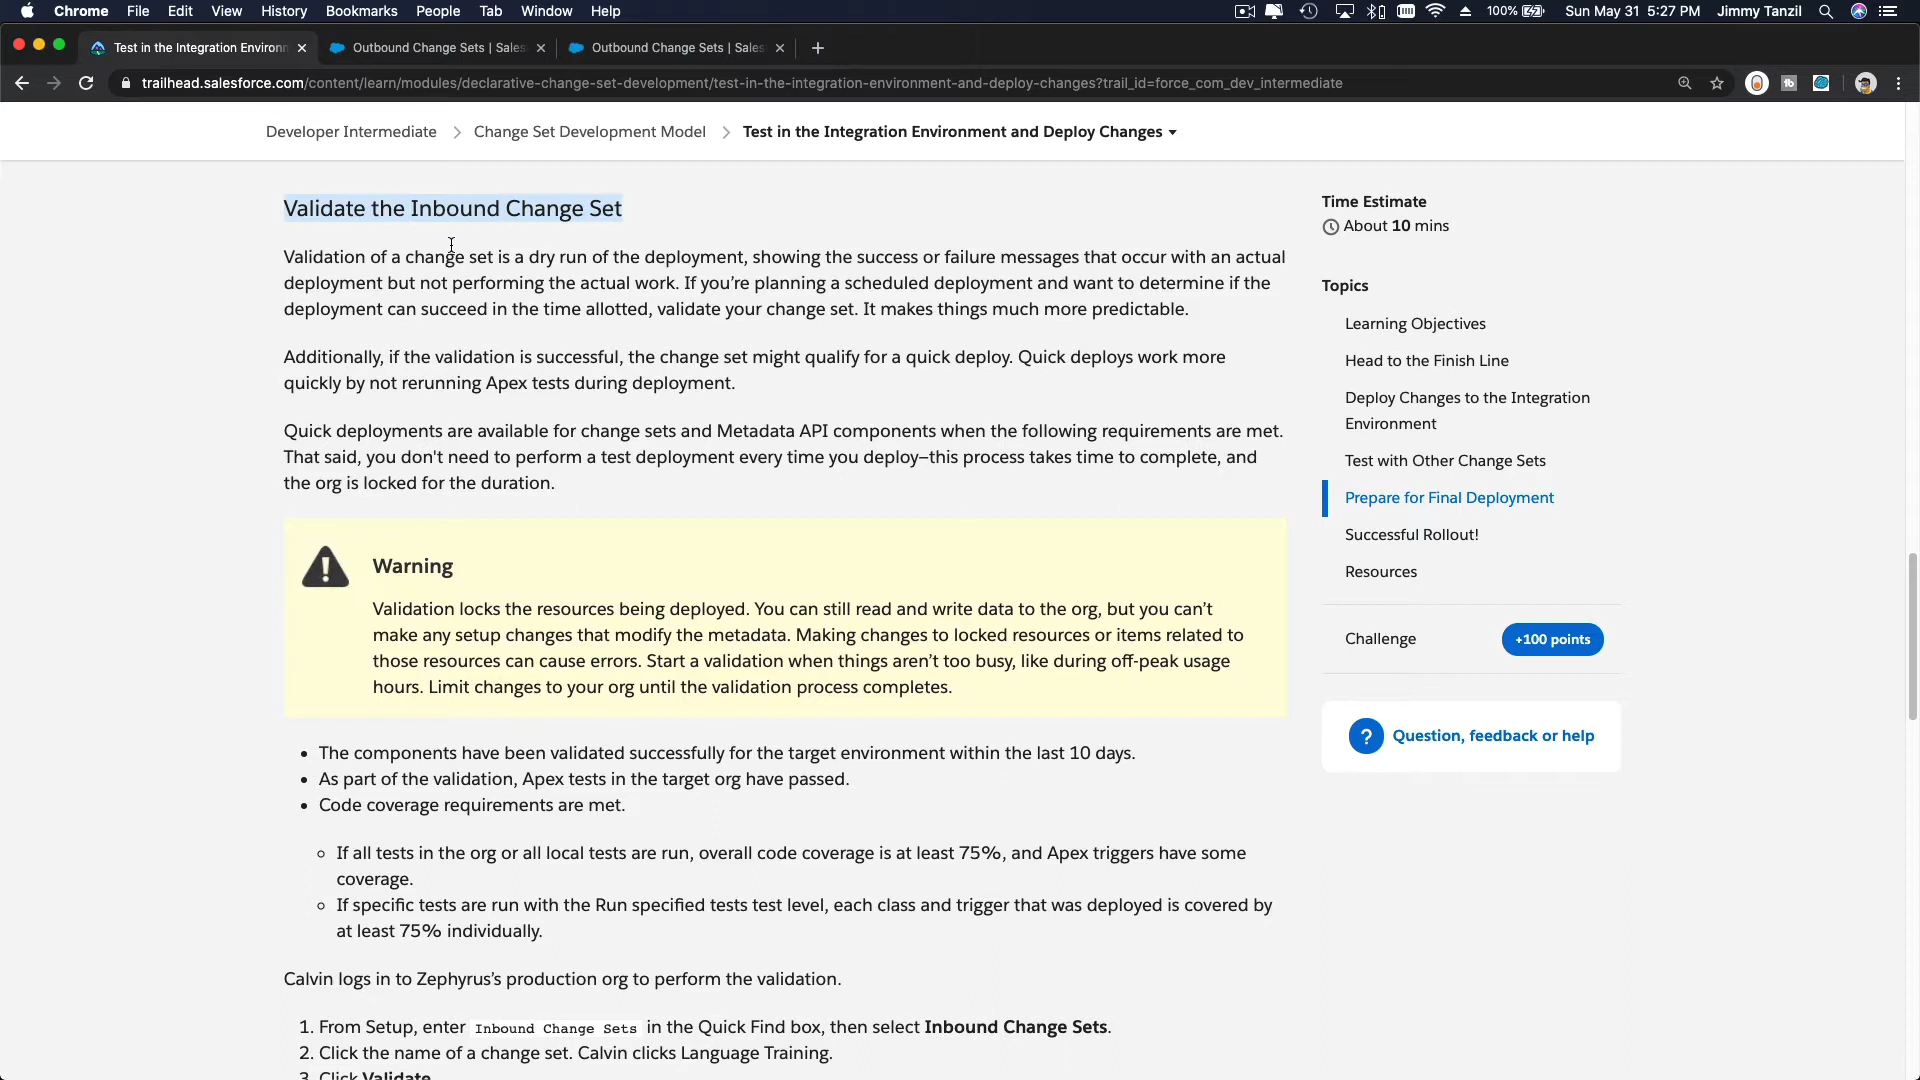 Chrome File Edit View History Bookmarks People Tab Window Help 100% Sun May 31 5:27 PM Jimmy Tanzil
Test in the Integration Environm Outbound Change Sets | Sales Outbound Change Sets | Sales
trailhead.salesforce.com/content/learn/modules/declarative-change-set-development/test-in-the-integration-environment-and-deploy-changes?trail_id=force_com_dev_intermediate
Developer Intermediate > Change Set Development Model > Test in the Integration Environment and Deploy Changes
Validate the Inbound Change Set
Validation of a change set is a dry run of the deployment, showing the success or failure messages that occur with an actual
deployment but not performing the actual work. If you’re planning a scheduled deployment and want to determine if the
deployment can succeed in the time allotted, validate your change set. It makes things much more predictable.
Additionally, if the validation is successful, the change set might qualify for a quick deploy. Quick deploys work more
quickly by not rerunning Apex tests during deployment.
Quick deployments are available for change sets and Metadata API components when the following requirements are met.
That said, you don't need to perform a test deployment every time you deploy—this process takes time to complete, and
the org is locked for the duration.
Warning
Validation locks the resources being deployed. You can still read and write data to the org, but you can’t
make any setup changes that modify the metadata. Making changes to locked resources or items related to
those resources can cause errors. Start a validation when things aren’t too busy, like during off-peak usage
hours. Limit changes to your org until the validation process completes.
• The components have been validated successfully for the target environment within the last 10 days.
• As part of the validation, Apex tests in the target org have passed.
• Code coverage requirements are met.
◦ If all tests in the org or all local tests are run, overall code coverage is at least 75%, and Apex triggers have some
coverage.
◦ If specific tests are run with the Run specified tests test level, each class and trigger that was deployed is covered by
at least 75% individually.
Calvin logs in to Zephyrus’s production org to perform the validation.
1. From Setup, enter Inbound Change Sets in the Quick Find box, then select Inbound Change Sets.
2. Click the name of a change set. Calvin clicks Language Training.
3. Click Validate.
Time Estimate
About 10 mins
Topics
Learning Objectives
Head to the Finish Line
Deploy Changes to the Integration
Environment
Test with Other Change Sets
Prepare for Final Deployment
Successful Rollout!
Resources
Challenge +100 points
? Question, feedback or help